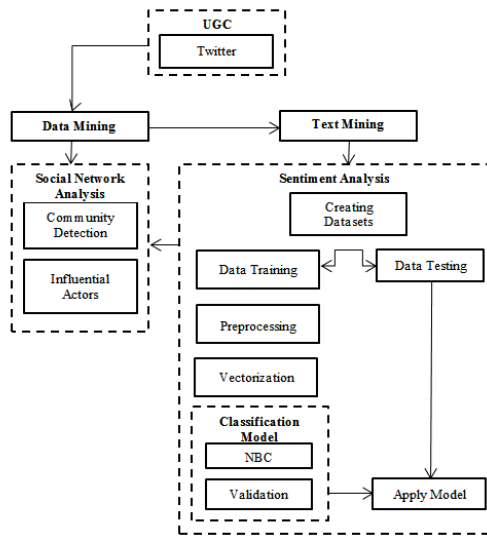 UGC
Twitter
Data Mining
Text Mining
Social Network
Analysis
Community
Detection
Influential
Actors
Sentiment Analysis
Creating
Datasets
Data Training
Data Testing
Preprocessing
Vectorization
Classification
Model
NBC
Validation
Apply Model